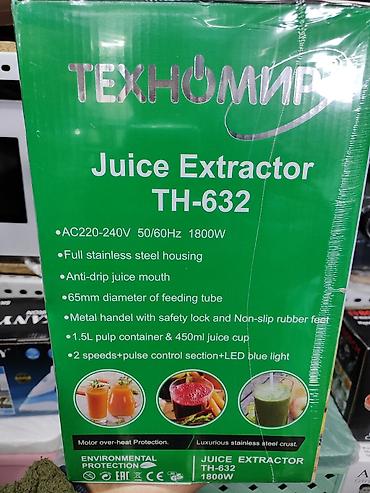 ТЕХНОМИР
Juice Extractor
TH-632
•AC220-240V 50/60Hz 1800W
•Full stainless steel housing
•Anti-drip juice mouth
•65mm diameter of feeding tube
•Metal handel with safety lock and Non-slip rubber feet
•1.5L pulp container & 450ml juice cup
•2 speeds+pulse control section+LED blue light
Motor over-heat Protection.
Luxurious stainless steel crust.
ENVIRONMENTAL
PROTECTION
JUICE EXTRACTOR
TH-632
1800W